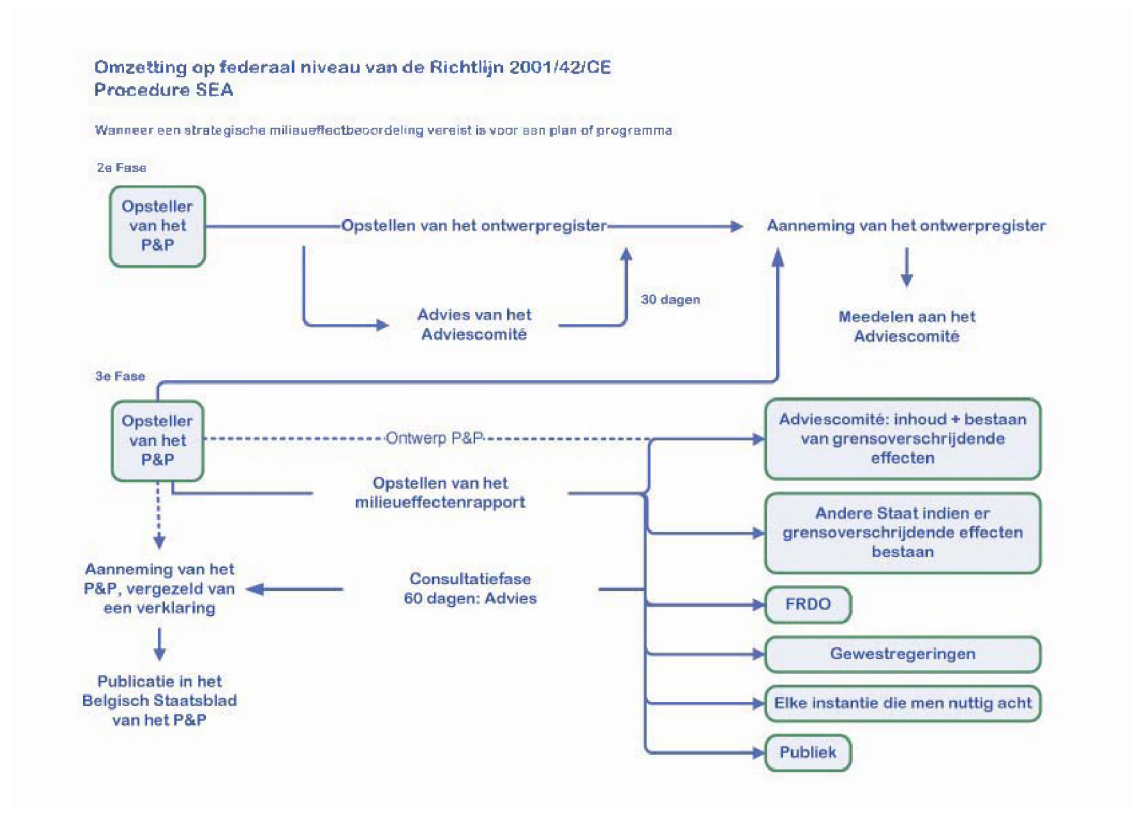 Omzetting op federaal niveau van de Richtlijn 2001/42/CE
Procedure SEA
Wanneer een strategische milieueffectbeoordeling vereist is voor een plan of programma
2e Fase
Opsteller
van het
P&P
Opstellen van het ontwerpregister
Aanneming van het ontwerpregister
30 dagen
Advies van het
Adviescomité
Meedelen aan het
Adviescomité
3e Fase
Opsteller
van het
P&P
Ontwerp P&P
Adviescomité: inhoud + bestaan
van grensoverschrijdende
effecten
Opstellen van het
milieueffectenrapport
Andere Staat indien er
grensoverschrijdende effecten
bestaan
Aanneming van het
P&P, vergezeld van
een verklaring
Consultatiefase
60 dagen: Advies
FRDO
Gewestregeringen
Publicatie in het
Belgisch Staatsblad
van het P&P
Elke instantie die men nuttig acht
Publiek